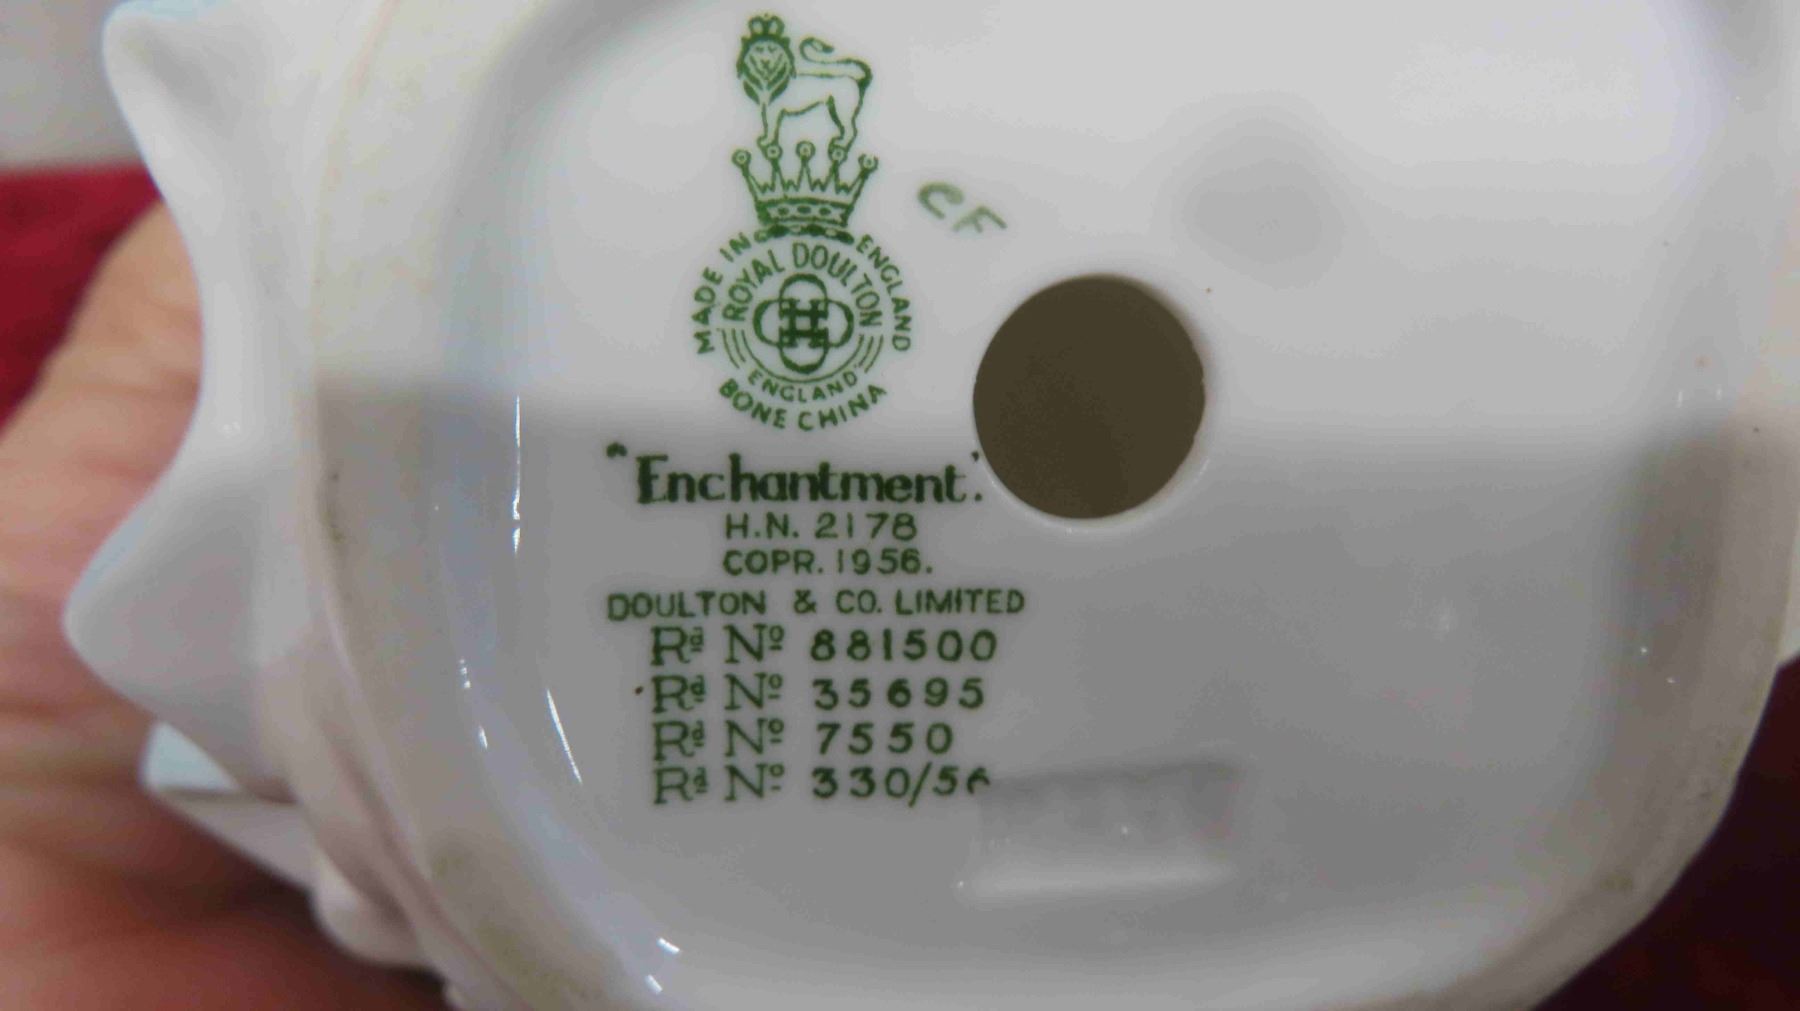 MADE IN ENGLAND
ROYAL DOULTON
ENGLAND
BONE CHINA
CF
"Enchantment.'
H.N. 2178
COPR. 1956.
DOULTON & CO. LIMITED
Rᵈ Nº 881500
Rᵈ Nº 35695
Rᵈ Nº 7550
Rᵈ Nº 330/56